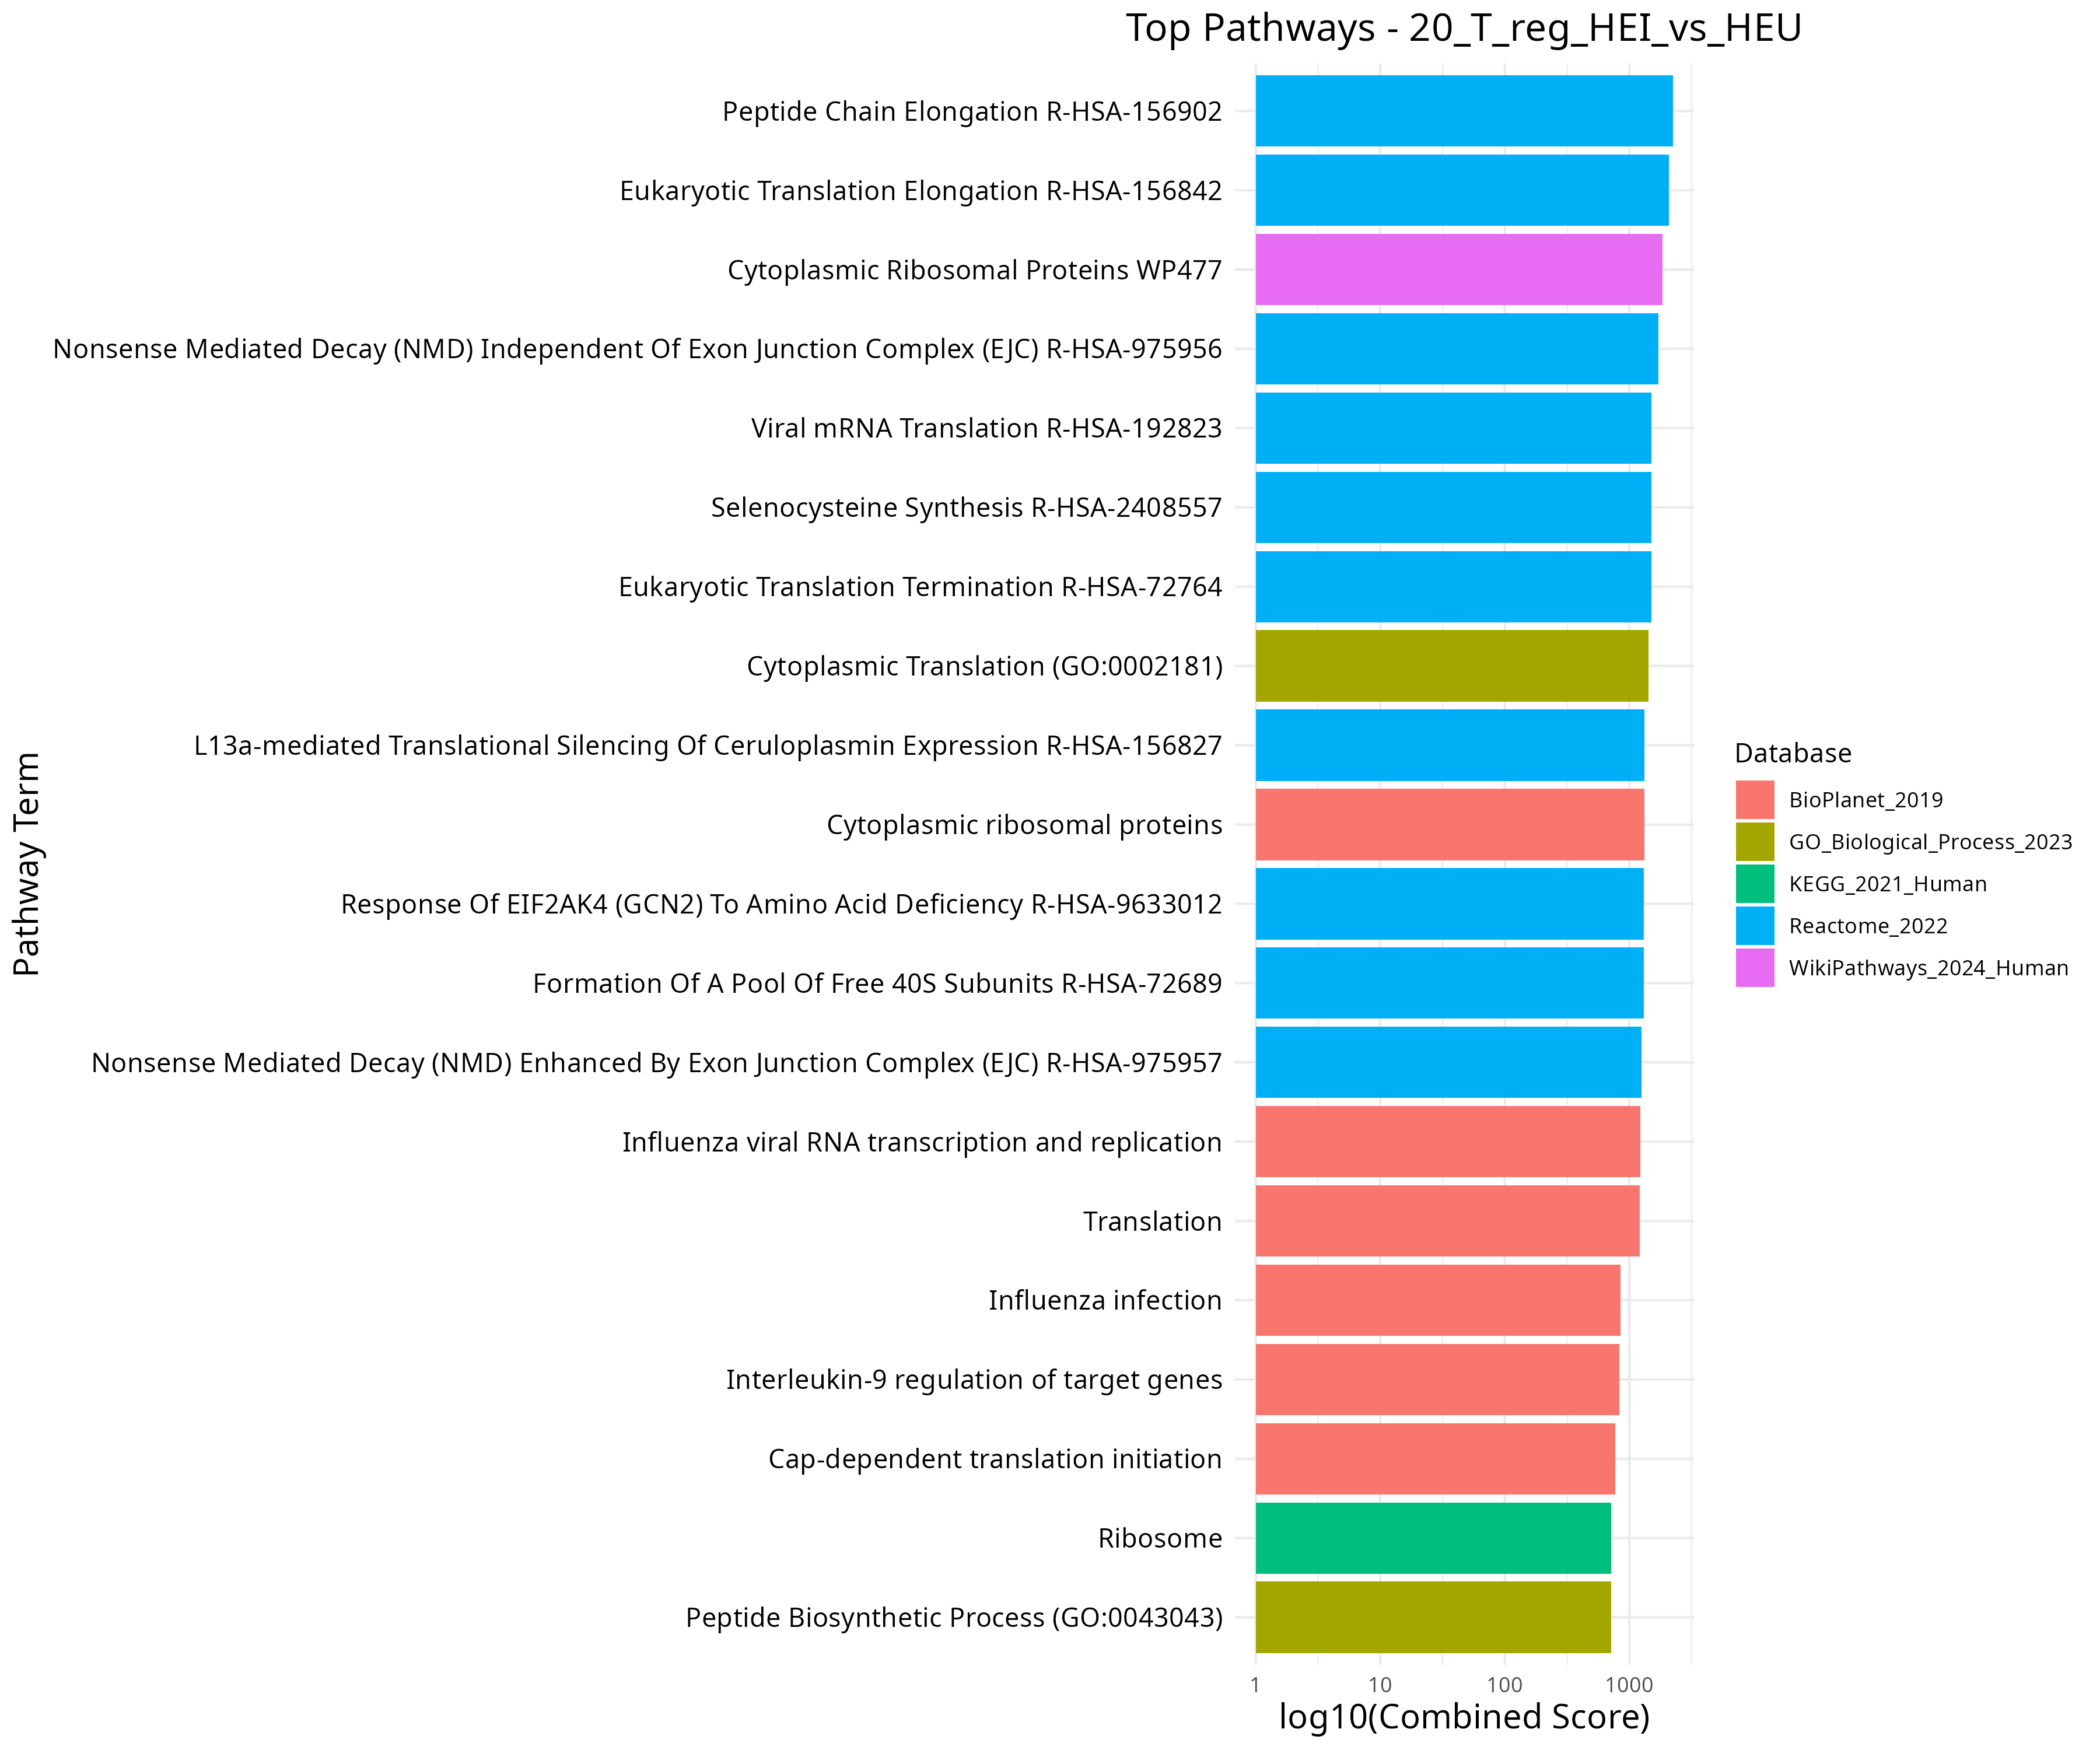 Top Pathways - 20_T_reg_HEI_vs_HEU
Pathway Term
Peptide Chain Elongation R-HSA-156902
Eukaryotic Translation Elongation R-HSA-156842
Cytoplasmic Ribosomal Proteins WP477
Nonsense Mediated Decay (NMD) Independent Of Exon Junction Complex (EJC) R-HSA-975956
Viral mRNA Translation R-HSA-192823
Selenocysteine Synthesis R-HSA-2408557
Eukaryotic Translation Termination R-HSA-72764
Cytoplasmic Translation (GO:0002181)
L13a-mediated Translational Silencing Of Ceruloplasmin Expression R-HSA-156827
Cytoplasmic ribosomal proteins
Response Of EIF2AK4 (GCN2) To Amino Acid Deficiency R-HSA-9633012
Formation Of A Pool Of Free 40S Subunits R-HSA-72689
Nonsense Mediated Decay (NMD) Enhanced By Exon Junction Complex (EJC) R-HSA-975957
Influenza viral RNA transcription and replication
Translation
Influenza infection
Interleukin-9 regulation of target genes
Cap-dependent translation initiation
Ribosome
Peptide Biosynthetic Process (GO:0043043)
1 10 100 1000
log10(Combined Score)
Database
BioPlanet_2019
GO_Biological_Process_2023
KEGG_2021_Human
Reactome_2022
WikiPathways_2024_Human